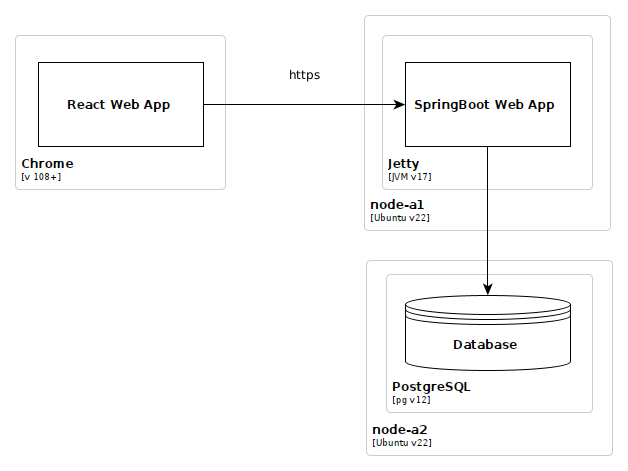 https
React Web App
Chrome
[v 108+]
SpringBoot Web App
Jetty
[JVM v17]
node-a1
[Ubuntu v22]
Database
PostgreSQL
[pg v12]
node-a2
[Ubuntu v22]